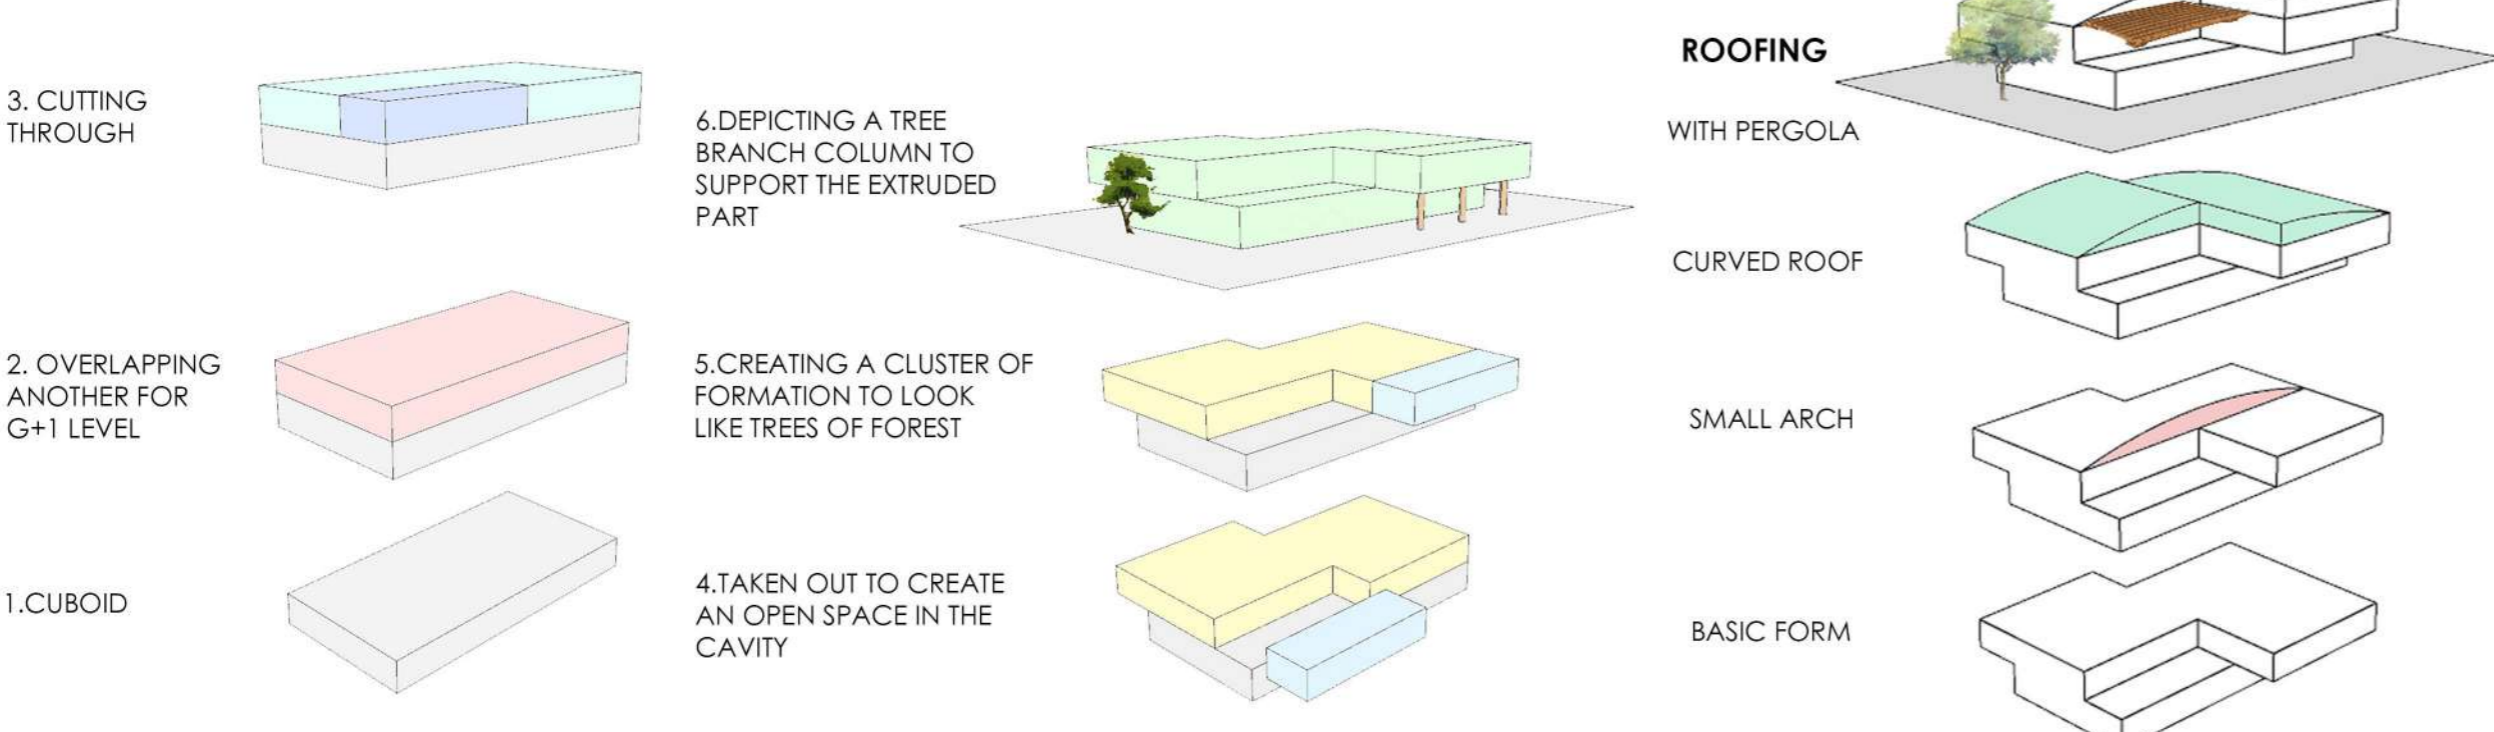 3. CUTTING
THROUGH
2. OVERLAPPING
ANOTHER FOR
G+1 LEVEL
1.CUBOID
6.DEPICTING A TREE
BRANCH COLUMN TO
SUPPORT THE EXTRUDED
PART
5.CREATING A CLUSTER OF
FORMATION TO LOOK
LIKE TREES OF FOREST
4.TAKEN OUT TO CREATE
AN OPEN SPACE IN THE
CAVITY
ROOFING
WITH PERGOLA
CURVED ROOF
SMALL ARCH
BASIC FORM